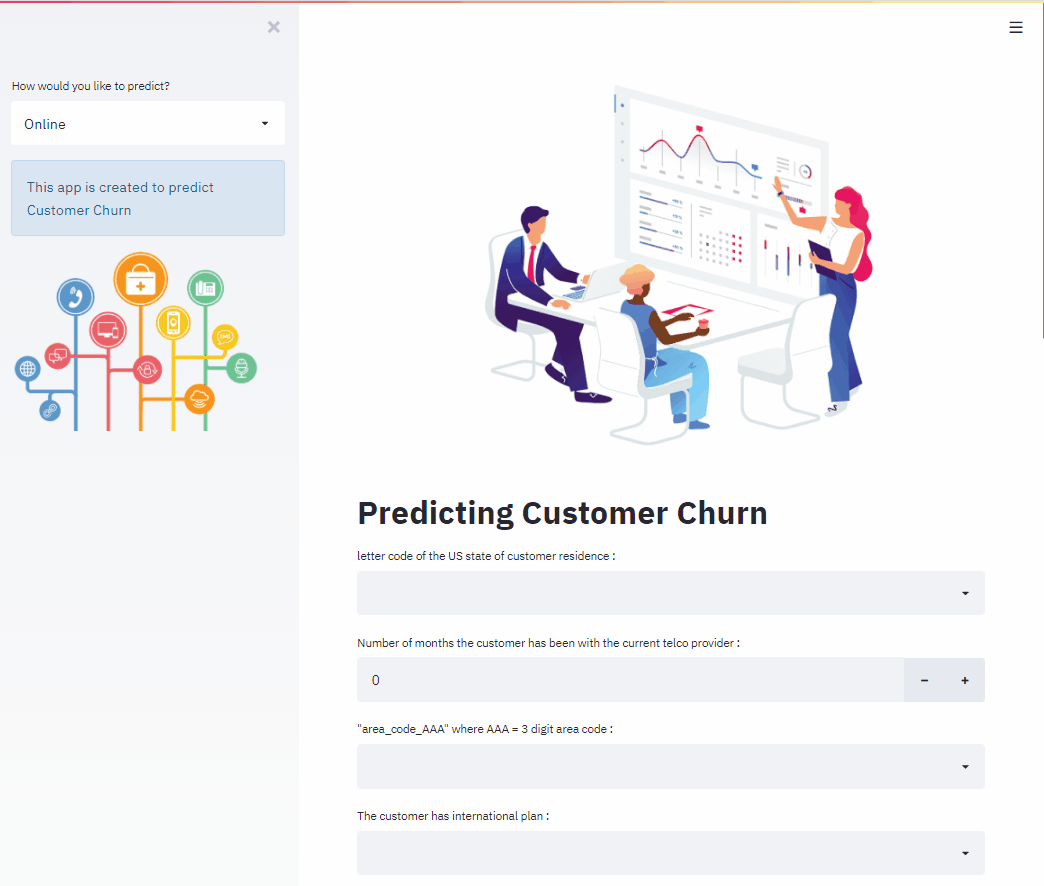 How would you like to predict?
Online
This app is created to predict
Customer Churn
SMS
Predicting Customer Churn
letter code of the US state of customer residence :
Number of months the customer has been with the current telco provider :
0
"area_code_AAA" where AAA = 3 digit area code :
The customer has international plan :